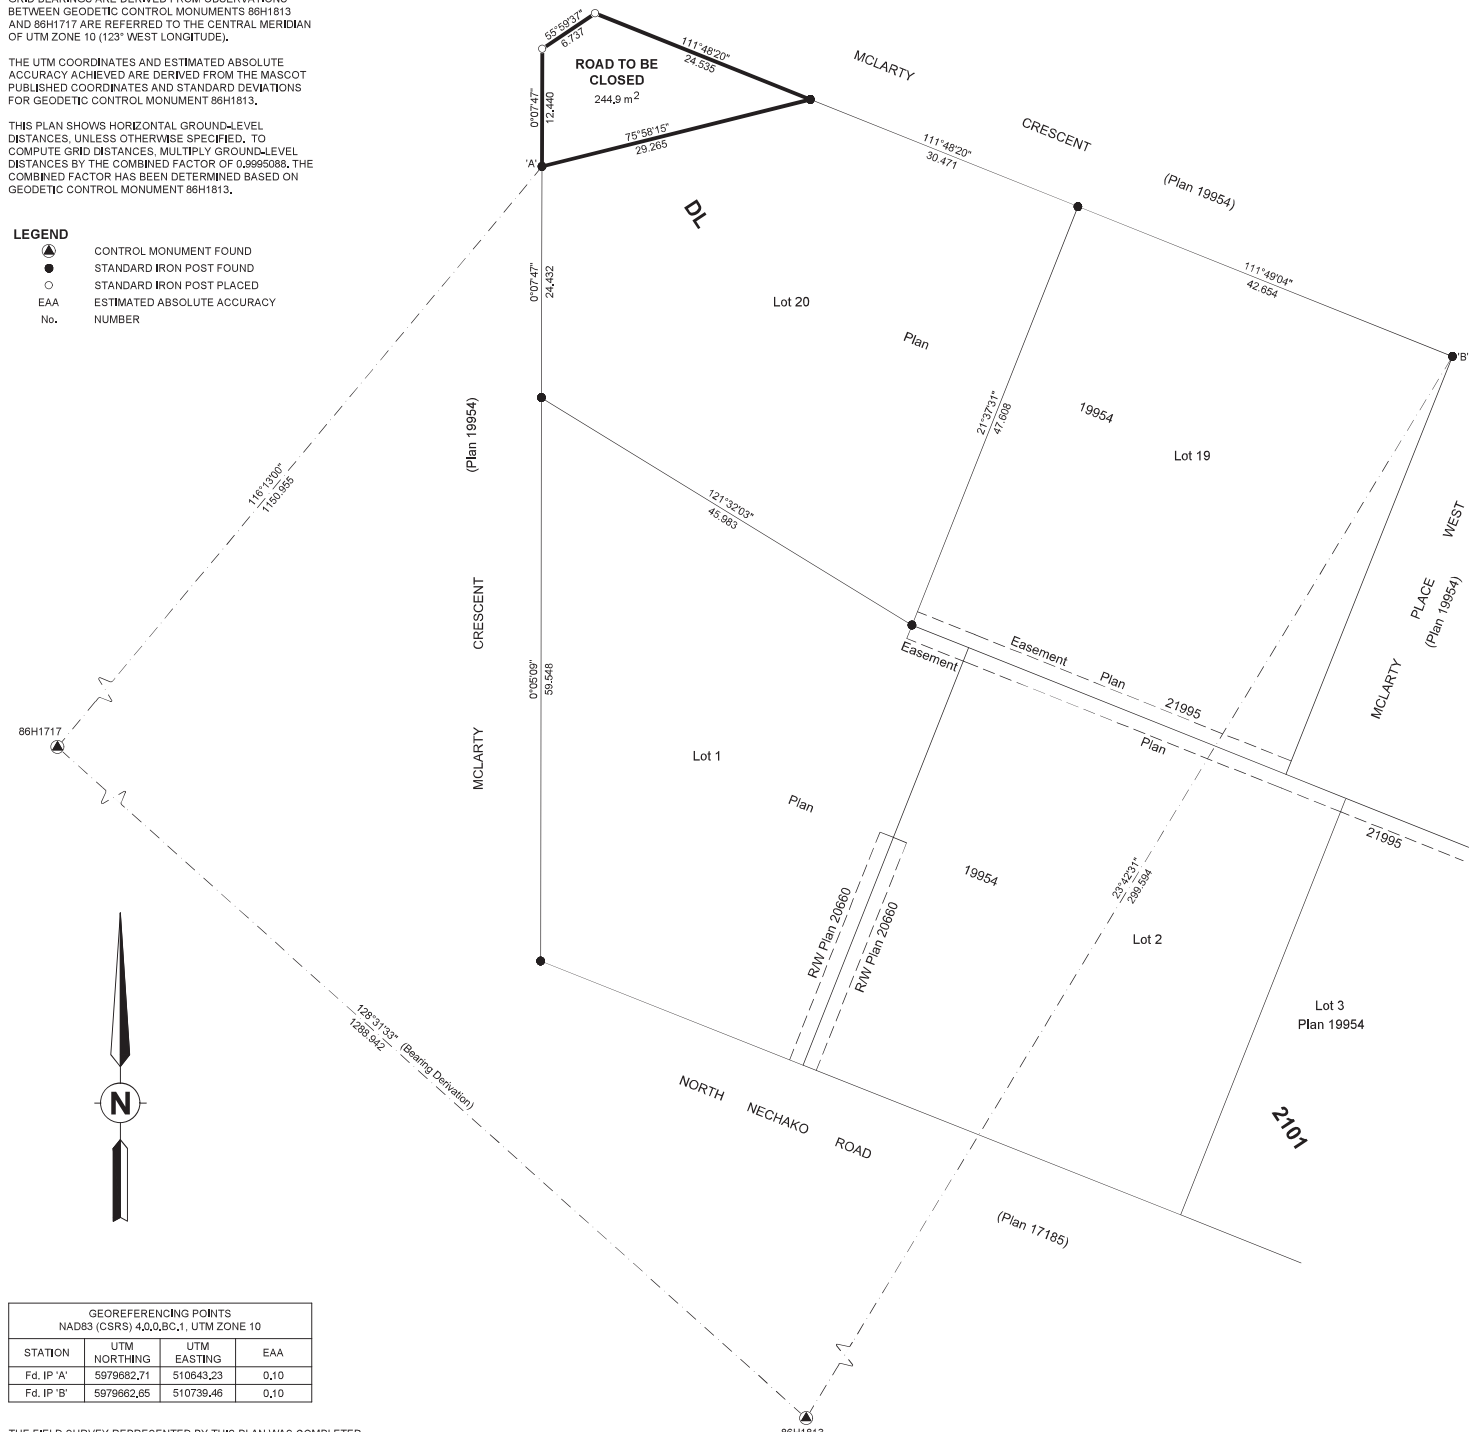 BETWEEN GEODETIC CONTROL MONUMENTS 86H1813
AND 86H1717 ARE REFERRED TO THE CENTRAL MERIDIAN
OF UTM ZONE 10 (123° WEST LONGITUDE).
THE UTM COORDINATES AND ESTIMATED ABSOLUTE
ACCURACY ACHIEVED ARE DERIVED FROM THE MASCOT
PUBLISHED COORDINATES AND STANDARD DEVIATIONS
FOR GEODETIC CONTROL MONUMENT 86H1813.
THIS PLAN SHOWS HORIZONTAL GROUND-LEVEL
DISTANCES, UNLESS OTHERWISE SPECIFIED. TO
COMPUTE GRID DISTANCES, MULTIPLY GROUND-LEVEL
DISTANCES BY THE COMBINED FACTOR OF 0.9995088. THE
COMBINED FACTOR HAS BEEN DETERMINED BASED ON
GEODETIC CONTROL MONUMENT 86H1813.
LEGEND
CONTROL MONUMENT FOUND
STANDARD IRON POST FOUND
STANDARD IRON POST PLACED
EAA ESTIMATED ABSOLUTE ACCURACY
No. NUMBER
55°59'37"
6.737
111°48'20"
24.535
ROAD TO BE
CLOSED
244.9 m²
0°07'47"
12.440
75°58'15"
29.265
'A'
MCLARTY
CRESCENT
(Plan 19954)
111°48'20"
30.471
111°49'04"
42.654
'B'
DL
0°07'47"
24.432
Lot 20
Plan
19954
21°37'31"
47.608
Lot 19
(Plan 19954)
CRESCENT
MCLARTY
116°13'00"
1150.955
121°32'03"
45.983
WEST
PLACE
(Plan 19954)
MCLARTY
Easement
Easement
Plan
21995
Plan
21995
0°05'09"
59.548
86H1717
Lot 1
Plan
19954
R/W Plan 20660
R/W Plan 20660
23°42'31"
299.594
Lot 2
Lot 3
Plan 19954
128°31'33" (Bearing Derivation)
1288.942
N
NORTH NECHAKO ROAD
2101
(Plan 17185)
GEOREFERENCING POINTS
NAD83 (CSRS) 4.0.0.BC.1, UTM ZONE 10
STATION UTM NORTHING UTM EASTING EAA
Fd. IP 'A' 5979682.71 510643.23 0.10
Fd. IP 'B' 5979662.65 510739.46 0.10